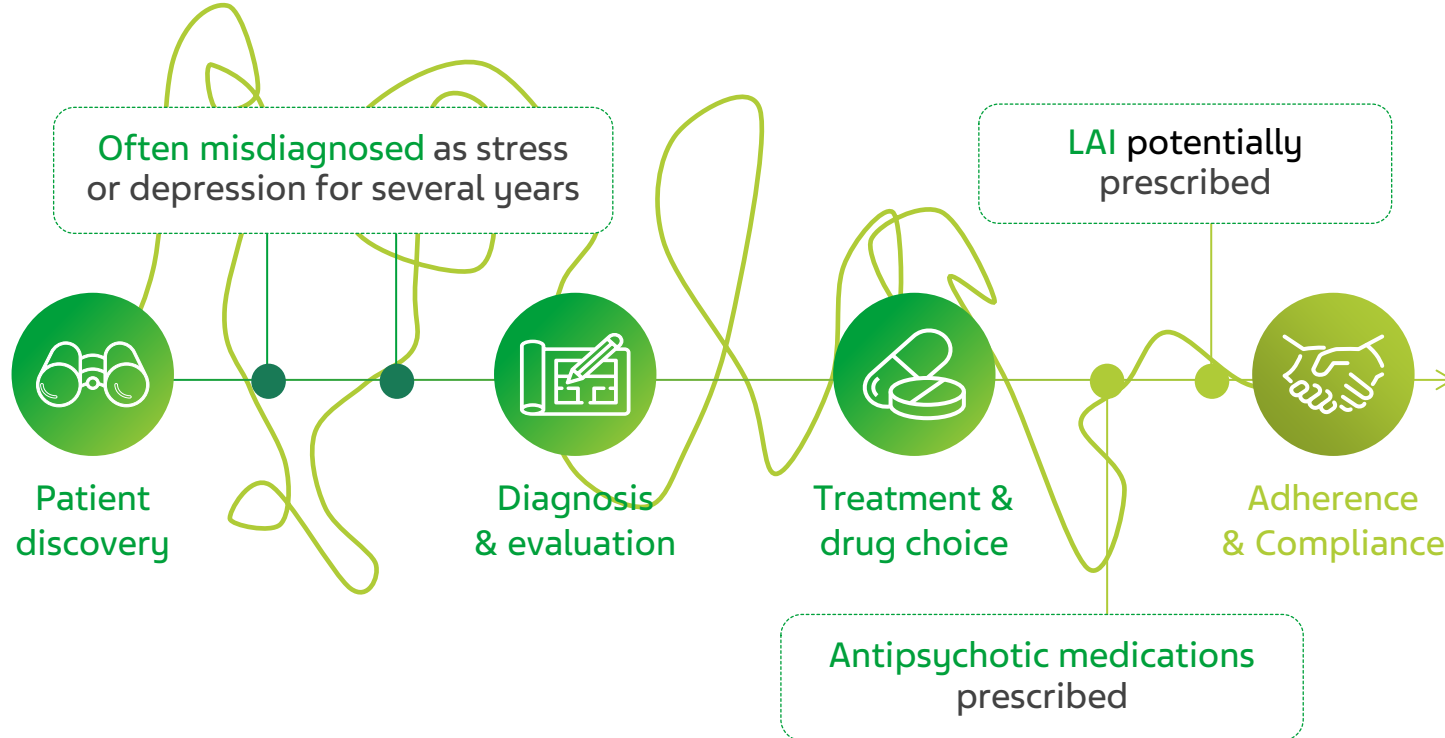 Often misdiagnosed as stress
or depression for several years
LAI potentially
prescribed
Patient
discovery
Diagnosis
& evaluation
Treatment &
drug choice
Adherence
& Compliance
Antipsychotic medications
prescribed